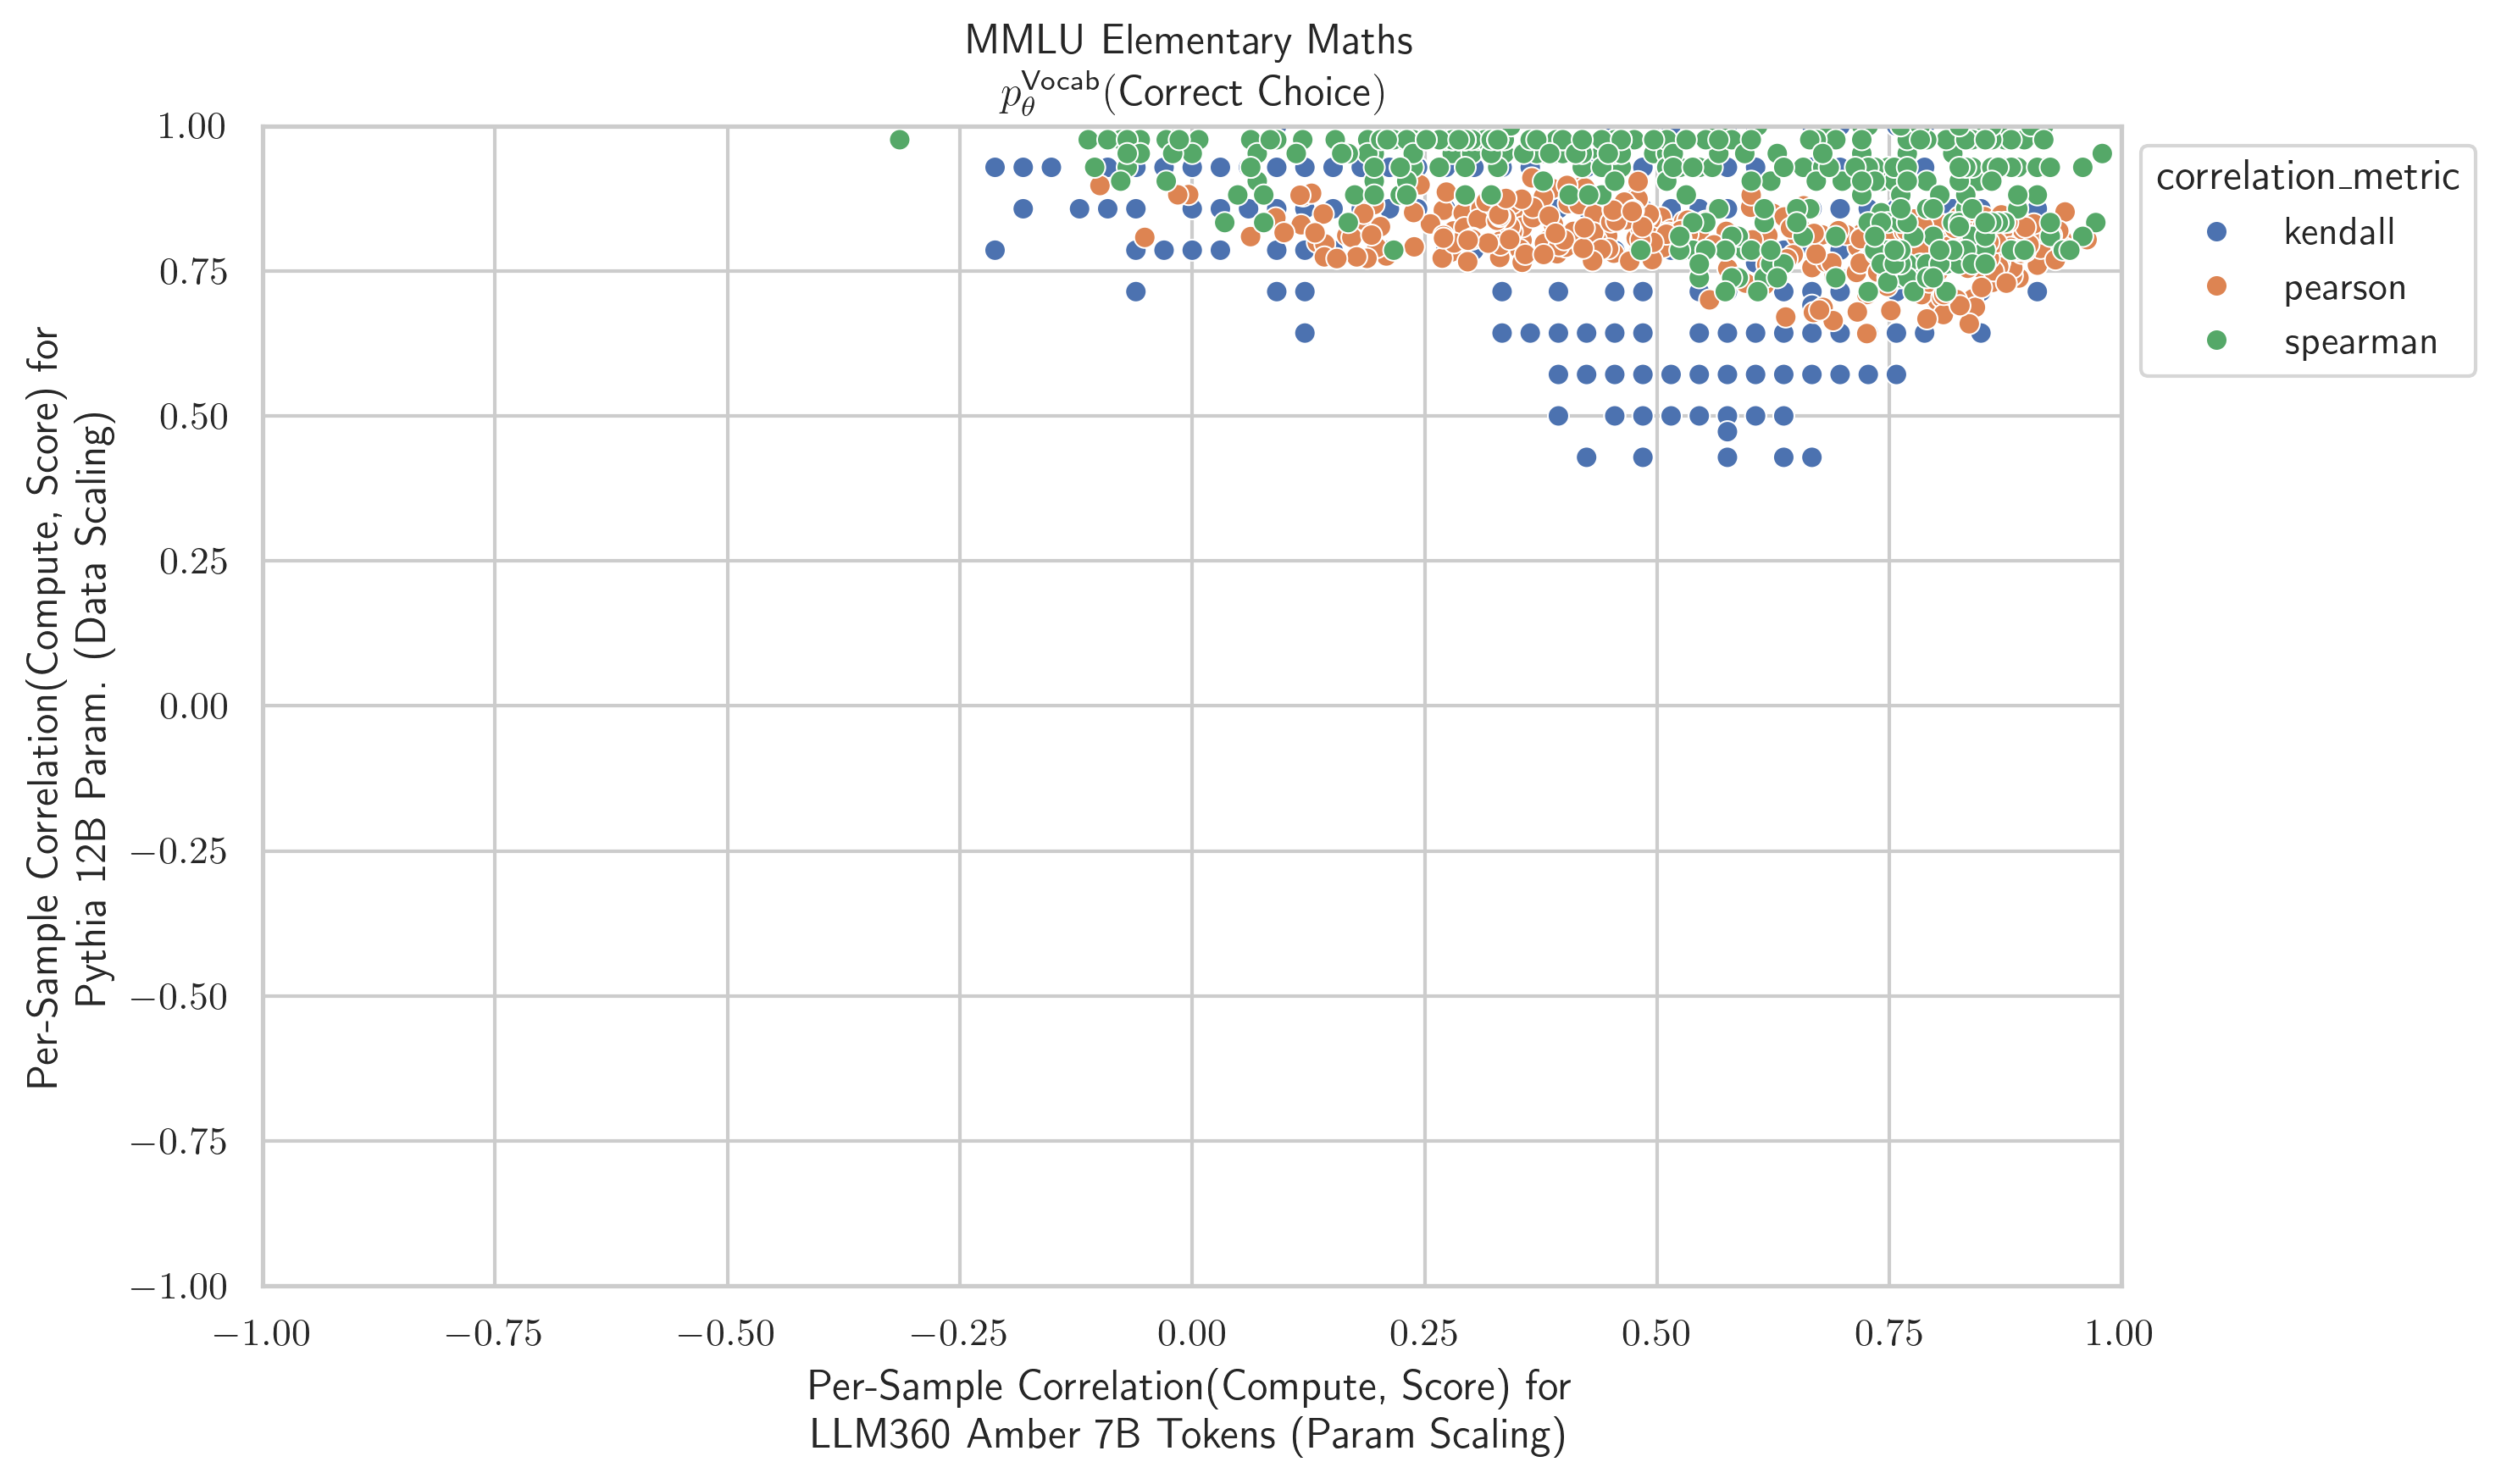 MMLU Elementary Maths
p_θ^Vocab(Correct Choice)
1.00
0.75
0.50
0.25
0.00
−0.25
−0.50
−0.75
−1.00
Per-Sample Correlation(Compute, Score) for
Pythia 12B Param. (Data Scaling)
−1.00 −0.75 −0.50 −0.25 0.00 0.25 0.50 0.75 1.00
Per-Sample Correlation(Compute, Score) for
LLM360 Amber 7B Tokens (Param Scaling)
correlation_metric
kendall
pearson
spearman